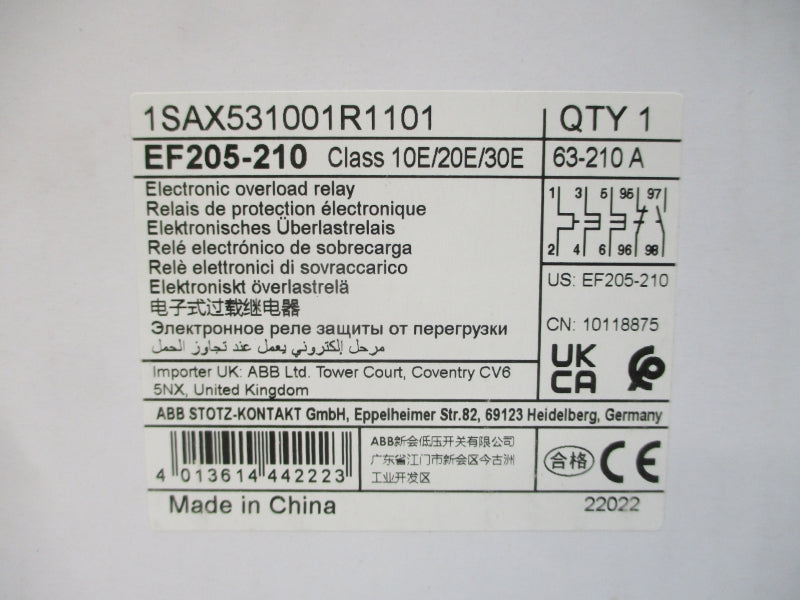 1SAX531001R1101
QTY 1
EF205-210 Class 10E/20E/30E
63-210 A
Electronic overload relay
Relais de protection électronique
Elektronisches Überlastrelais
Relé electrónico de sobrecarga
Relè elettronici di sovraccarico
Elektroniskt överlastrelä
电子式过载继电器
Электронное реле защиты от перегрузки
مرحل إلكتروني يعمل عند تجاوز الحمل
1 3 5 95 97
2 4 6 96 98
US: EF205-210
CN: 10118875
UK
CA
Importer UK: ABB Ltd. Tower Court, Coventry CV6
5NX, United Kingdom
ABB STOTZ-KONTAKT GmbH, Eppelheimer Str.82, 69123 Heidelberg, Germany
4 013614 442223
ABB新会低压开关有限公司
广东省江门市新会区今古洲
工业开发区
合格 CE
Made in China
22022